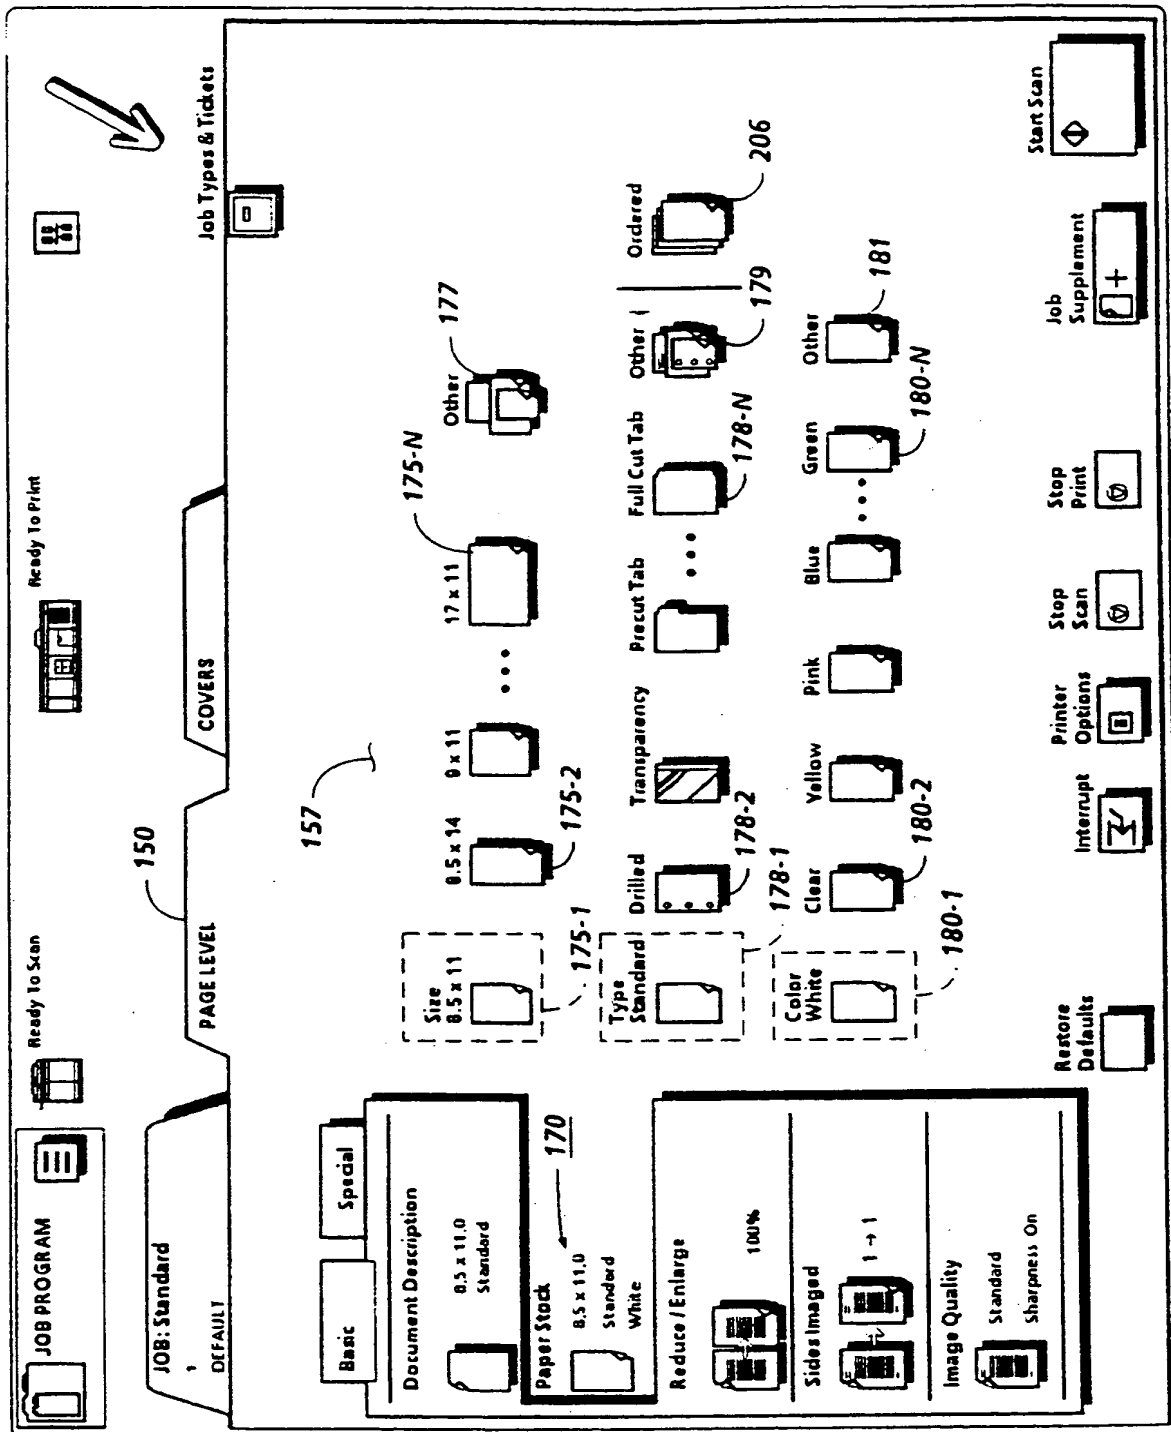 JOB PROGRAM
Ready To Scan
Ready To Print
JOB: Standard
1
DEFAULT
PAGE LEVEL
150
COVERS
Job Types & Tickets
Basic
Special
157
Document Description
8.5 x 11.0
Standard
Paper Stock
170
8.5 x 11.0
Standard
White
Reduce / Enlarge
100%
Sides Imaged
1 → 1
Image Quality
Standard
Sharpness On
Size
8.5 x 11
175-1
8.5 x 14
175-2
9 x 11
• • •
17 x 11
175-N
Other
177
Type
Standard
178-1
Drilled
178-2
Transparency
Precut Tab
• • •
Full Cut Tab
178-N
Other
179
Ordered
206
Color
White
180-1
Clear
180-2
Yellow
Pink
Blue
• • • •
Green
180-N
Other
181
Restore
Defaults
Interrupt
Printer
Options
Stop
Scan
Stop
Print
Job
Supplement
+
Start Scan